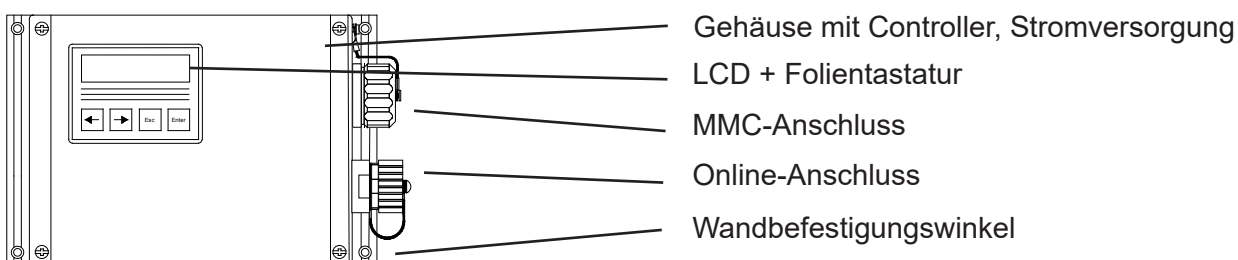 Gehäuse mit Controller, Stromversorgung
LCD + Folientastatur
Esc Enter
MMC-Anschluss
Online-Anschluss
Wandbefestigungswinkel